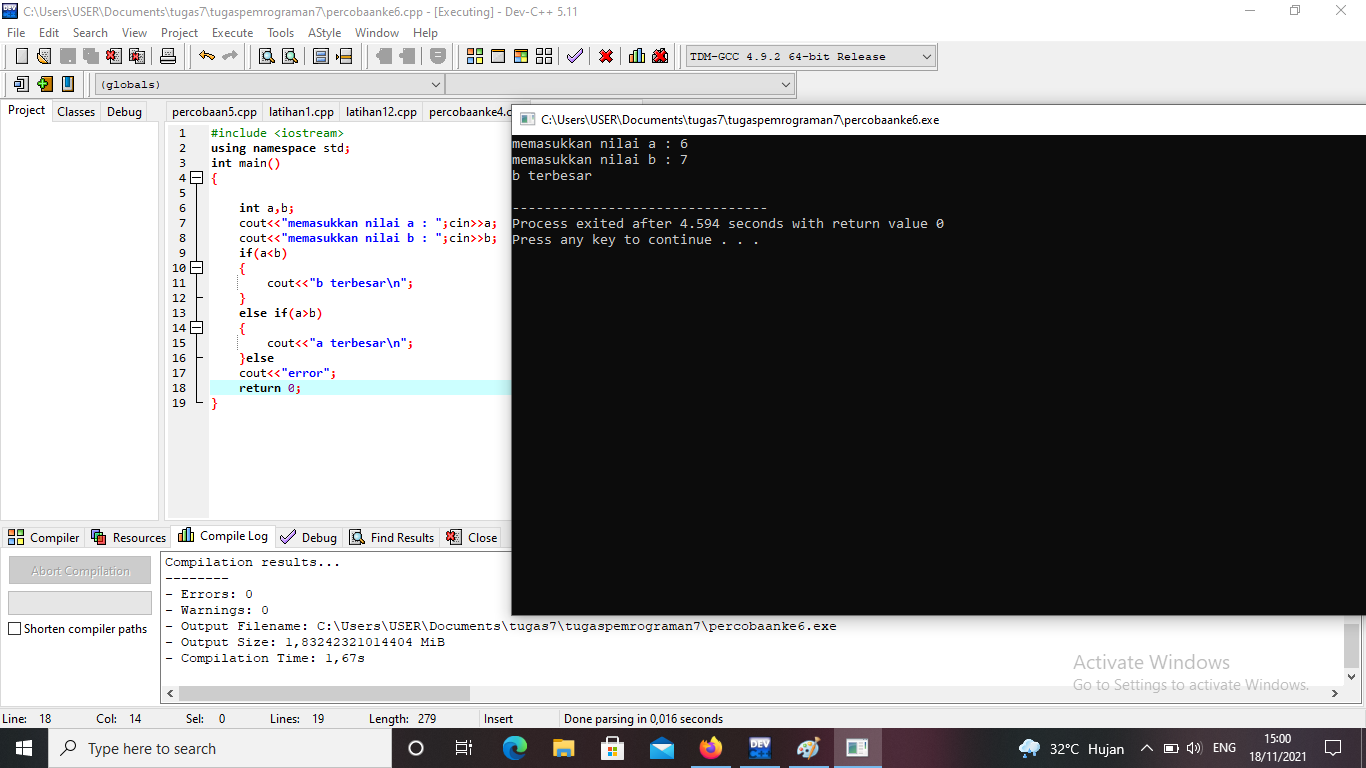 C:\Users\USER\Documents\tugas7\tugaspemrograman7\percobaanke6.cpp - [Executing] - Dev-C++ 5.11
File Edit Search View Project Execute Tools AStyle Window Help
TDM-GCC 4.9.2 64-bit Release
(globals)
Project Classes Debug
percobaan5.cpp latihan1.cpp latihan12.cpp percobaanke4.c
1 #include <iostream>
2 using namespace std;
3 int main()
4 {
5
6 int a,b;
7 cout<<"memasukkan nilai a : ";cin>>a;
8 cout<<"memasukkan nilai b : ";cin>>b;
9 if(a<b)
10 {
11 cout<<"b terbesar\n";
12 }
13 else if(a>b)
14 {
15 cout<<"a terbesar\n";
16 }else
17 cout<<"error";
18 return 0;
19 }
C:\Users\USER\Documents\tugas7\tugaspemrograman7\percobaanke6.exe
memasukkan nilai a : 6
memasukkan nilai b : 7
b terbesar
--------------------------------
Process exited after 4.594 seconds with return value 0
Press any key to continue . . .
Compiler Resources Compile Log Debug Find Results Close
Abort Compilation
Shorten compiler paths
Compilation results...
--------
- Errors: 0
- Warnings: 0
- Output Filename: C:\Users\USER\Documents\tugas7\tugaspemrograman7\percobaanke6.exe
- Output Size: 1,83242321014404 MiB
- Compilation Time: 1,67s
Activate Windows
Go to Settings to activate Windows.
Line: 18 Col: 14 Sel: 0 Lines: 19 Length: 279 Insert Done parsing in 0,016 seconds
Type here to search
DEV
32°C Hujan
ENG
15:00
18/11/2021